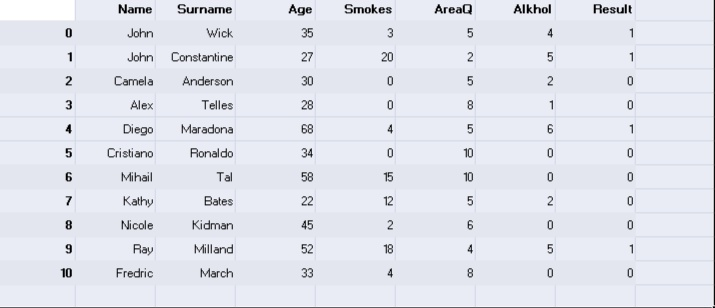 Name Surname Age Smokes AreaQ Alkhol Result
0 John Wick 35 3 5 4 1
1 John Constantine 27 20 2 5 1
2 Camela Anderson 30 0 5 2 0
3 Alex Telles 28 0 8 1 0
4 Diego Maradona 68 4 5 6 1
5 Cristiano Ronaldo 34 0 10 0 0
6 Mihail Tal 58 15 10 0 0
7 Kathy Bates 22 12 5 2 0
8 Nicole Kidman 45 2 6 0 0
9 Ray Milland 52 18 4 5 1
10 Fredric March 33 4 8 0 0